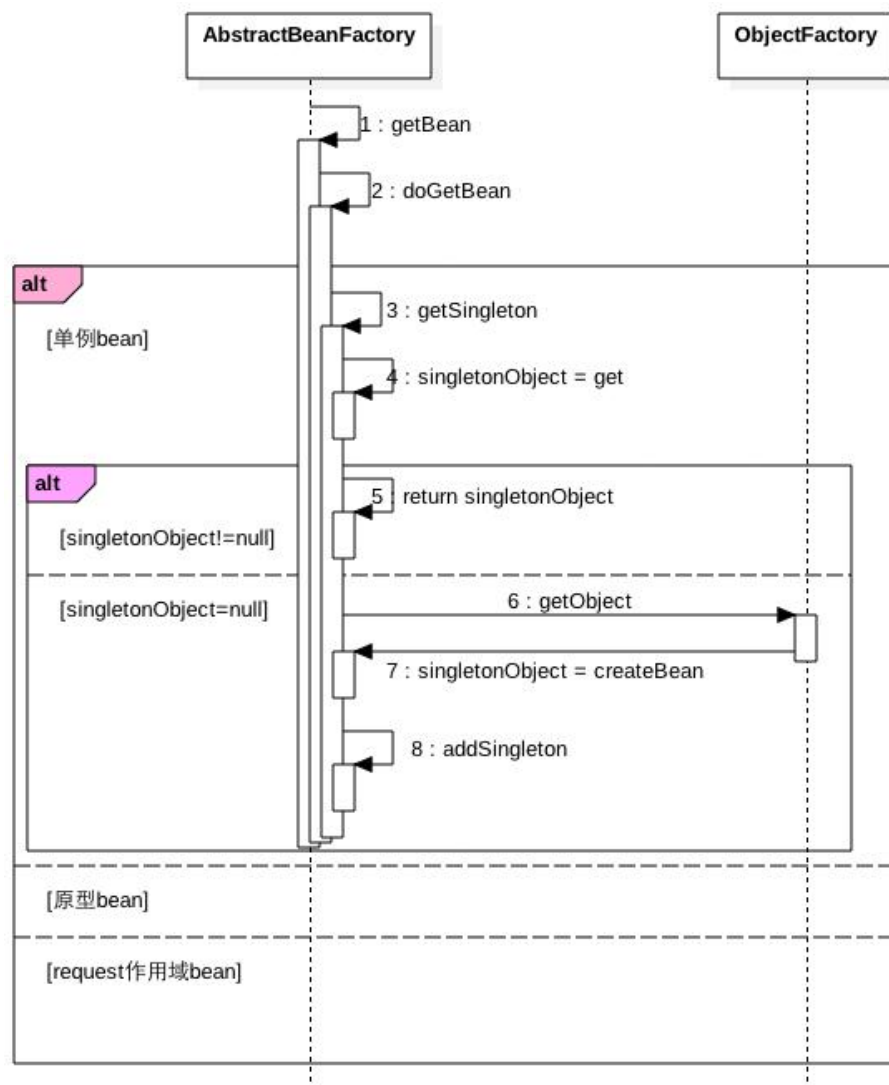 AbstractBeanFactory
ObjectFactory
1 : getBean
2 : doGetBean
alt
3 : getSingleton
[单例bean]
4 : singletonObject = get
alt
5 : return singletonObject
[singletonObject!=null]
6 : getObject
[singletonObject=null]
7 : singletonObject = createBean
8 : addSingleton
[原型bean]
[request作用域bean]